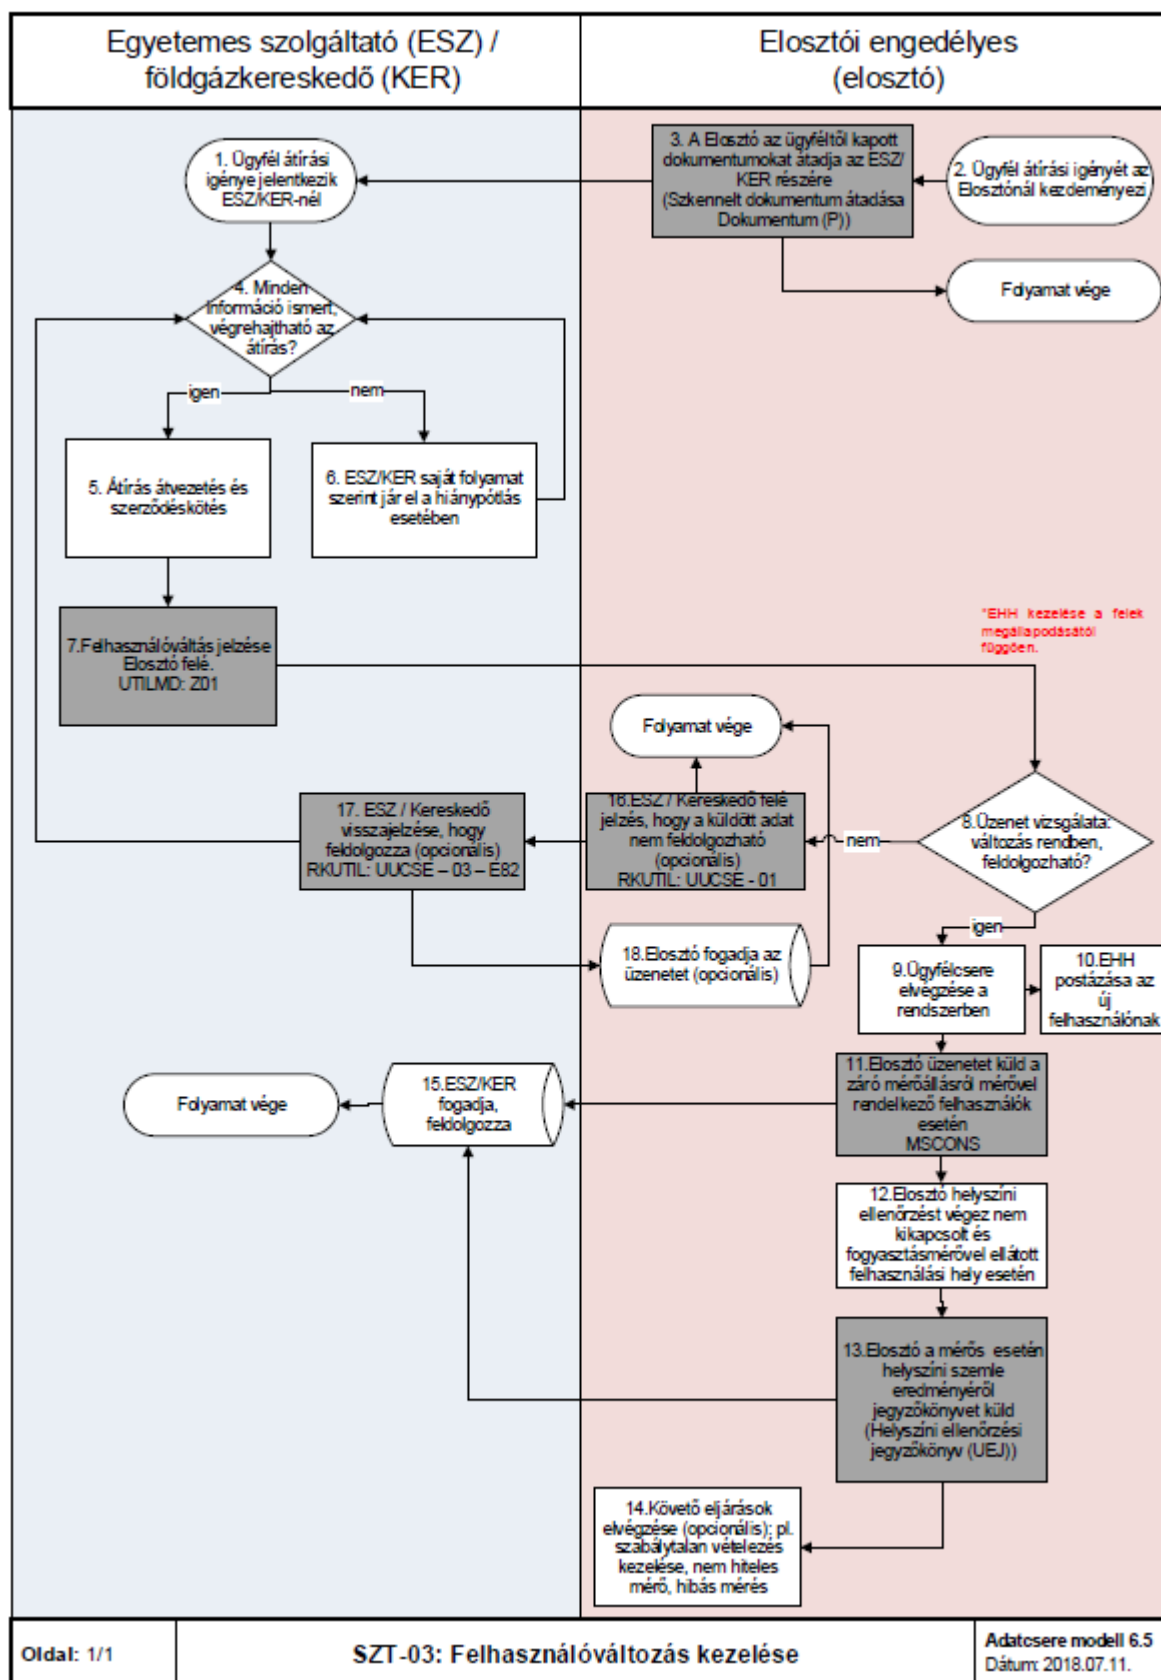 Egyetemes szolgáltató (ESZ) /
földgázkereskedő (KER)
Elosztói engedélyes
(elosztó)
1. Ügyfél átírási
igénye jelentkezik
ESZ/KER-nél
3. A Elosztó az ügyféltől kapott
dokumentumokat átadja az ESZ/
KER részére
(Szkennelt dokumentum átadása
Dokumentum (P))
2. Ügyfél átírási igényét az
Elosztónál kezdeményezi
Folyamat vége
4. Minden
információ ismert,
végrehajtható az
átírás?
igen
nem
5. Átírás átvezetés és
szerződéskötés
6. ESZ/KER saját folyamat
szerint jár el a hiánypótlás
esetében
7.Felhasználóváltás jelzése
Elosztó felé.
UTILMD: Z01
*EHH kezelése a felek
megállapodásától
függően.
Folyamat vége
8.Üzenet vizsgálata:
változás rendben,
feldolgozható?
nem
igen
16.ESZ / Kereskedő felé
jelzés, hogy a küldött adat
nem feldolgozható
(opcionális)
RKUTIL: UUCSE - 01
17. ESZ / Kereskedő
visszajelzése, hogy
feldolgozza (opcionális)
RKUTIL: UUCSE – 03 – E82
18.Elosztó fogadja az
üzenetet (opcionális)
9.Ügyfélcsere
elvégzése a
rendszerben
10.EHH
postázása az
új
felhasználónak
11.Elosztó üzenetet küld a
záró mérőállásról mérővel
rendelkező felhasználók
esetén
MSCONS
15.ESZ/KER
fogadja,
feldolgozza
Folyamat vége
12.Elosztó helyszíni
ellenőrzést végez nem
kikapcsolt és
fogyasztásmérővel ellátott
felhasználási hely esetén
13.Elosztó a mérős esetén
helyszíni szemle
eredményéről
jegyzőkönyvet küld
(Helyszíni ellenőrzési
jegyzőkönyv (UEJ))
14.Követő eljárások
elvégzése (opcionális); pl.
szabálytalan vételezés
kezelése, nem hiteles
mérő, hibás mérés
Oldal: 1/1
SZT-03: Felhasználóváltozás kezelése
Adatcsere modell 6.5
Dátum: 2018.07.11.